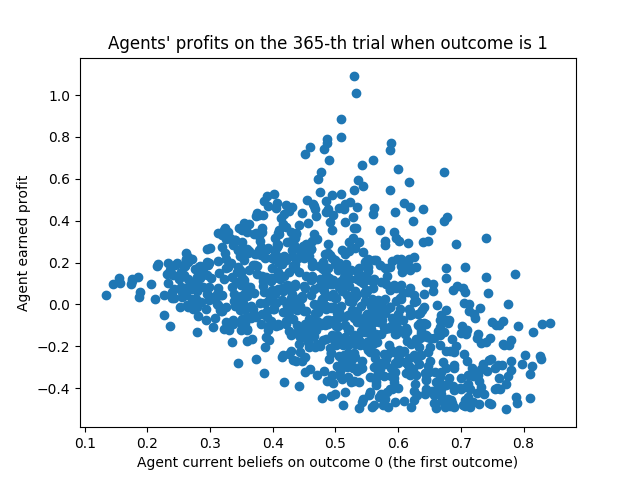 Agents' profits on the 365-th trial when outcome is 1
Agent earned profit
1.0
0.8
0.6
0.4
0.2
0.0
−0.2
−0.4
0.1 0.2 0.3 0.4 0.5 0.6 0.7 0.8
Agent current beliefs on outcome 0 (the first outcome)